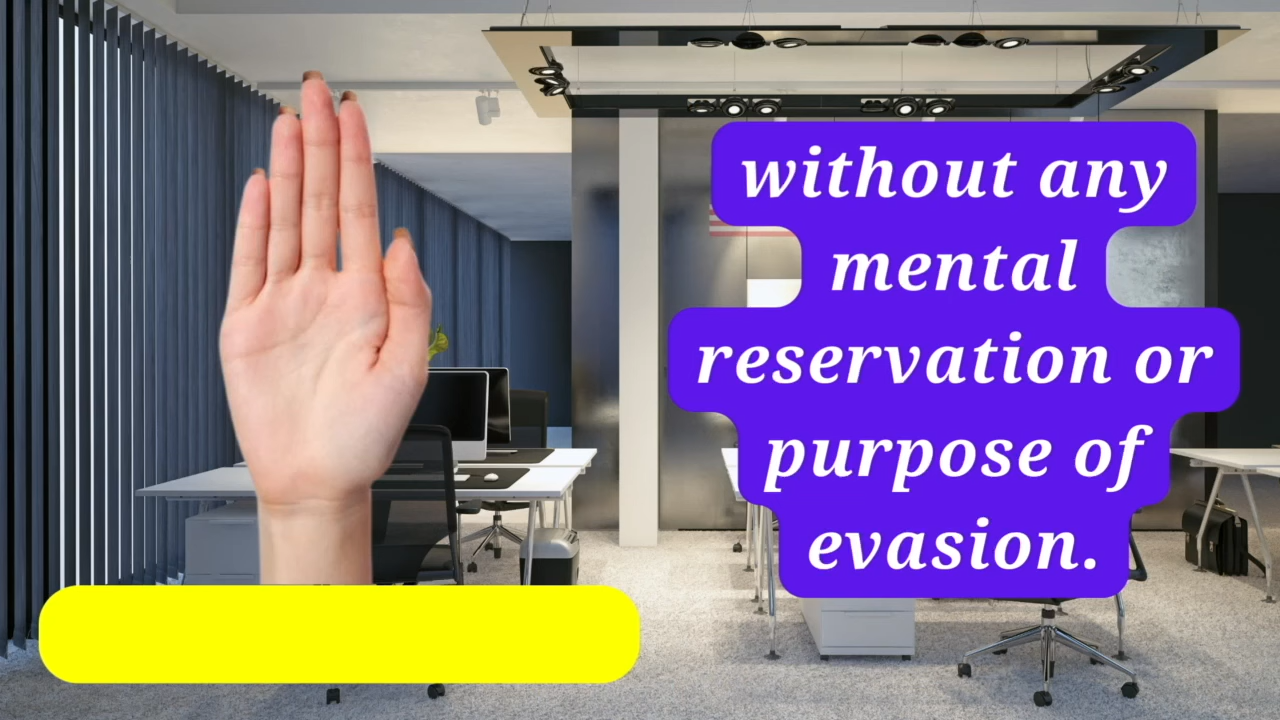 without any
mental
reservation or
purpose of
evasion.